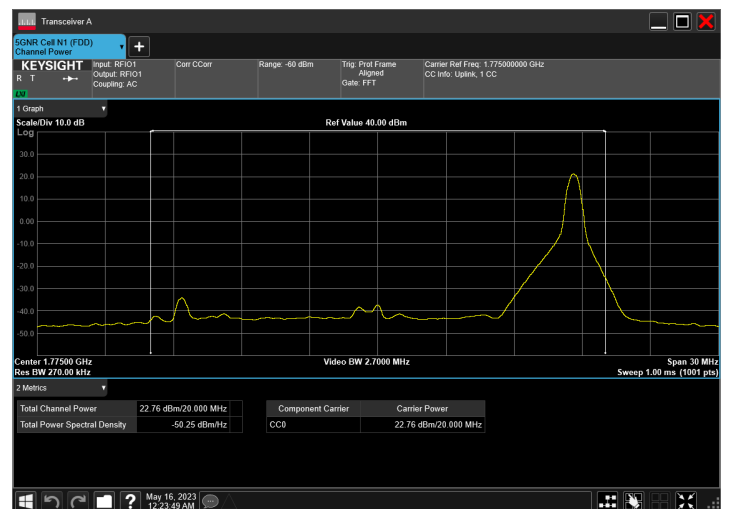 Transceiver A
5GNR Cell N1 (FDD)
Channel Power
+
KEYSIGHT
R T
LXI
Input: RFIO1
Output: RFIO1
Coupling: AC
Corr CCorr
Range: -60 dBm
Trig: Prot Frame
Aligned
Gate: FFT
Carrier Ref Freq: 1.775000000 GHz
CC Info: Uplink, 1 CC
1 Graph
Scale/Div 10.0 dB
Ref Value 40.00 dBm
Log
30.0
20.0
10.0
0.00
-10.0
-20.0
-30.0
-40.0
-50.0
Center 1.77500 GHz
Video BW 2.7000 MHz
Span 30 MHz
Res BW 270.00 kHz
Sweep 1.00 ms (1001 pts)
2 Metrics
Total Channel Power 22.76 dBm/20.000 MHz
Total Power Spectral Density -50.25 dBm/Hz
Component Carrier Carrier Power
CC0 22.76 dBm/20.000 MHz
?
May 16, 2023
12:23:49 AM